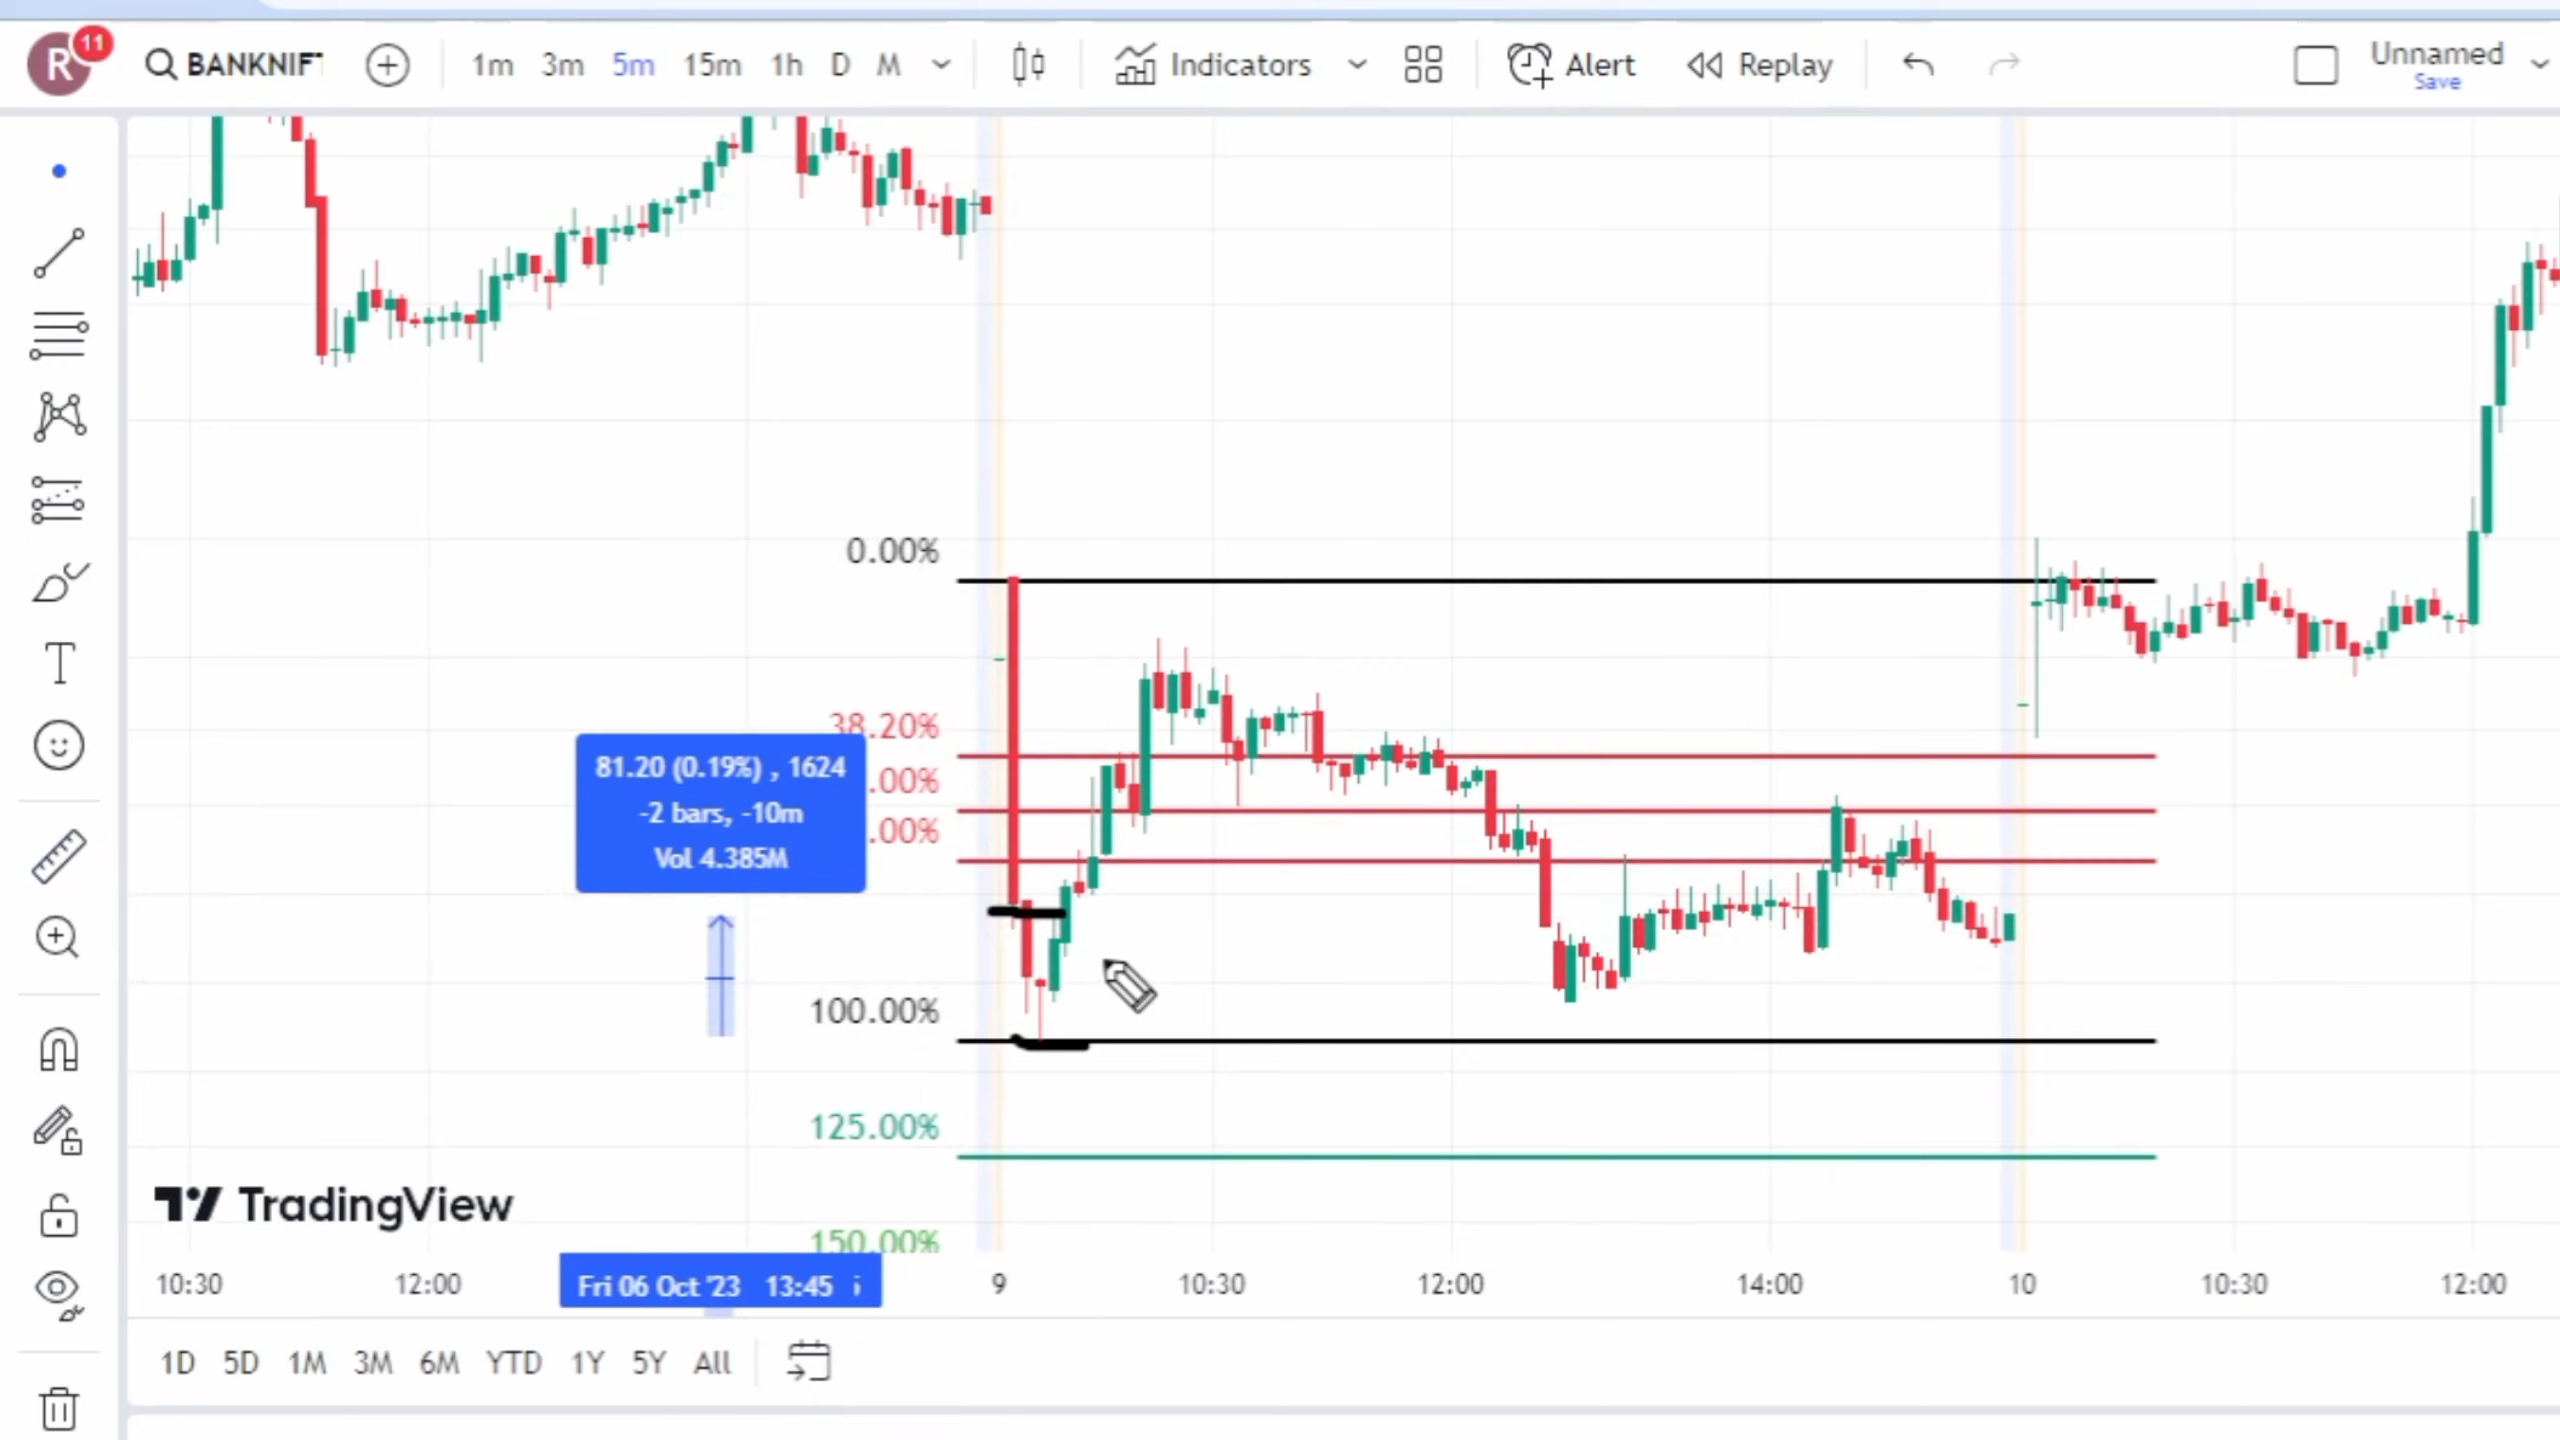 R 11 BANKNIF 1m 3m 5m 15m 1h D M Indicators Alert Replay Unnamed
Save
0.00%
38.20%
.00%
.00%
81.20 (0.19%) , 1624
-2 bars, -10m
Vol 4.385M
100.00%
125.00%
150.00%
TradingView
10:30 12:00 Fri 06 Oct '23 13:45 9 10:30 12:00 14:00 10 10:30 12:00
1D 5D 1M 3M 6M YTD 1Y 5Y All